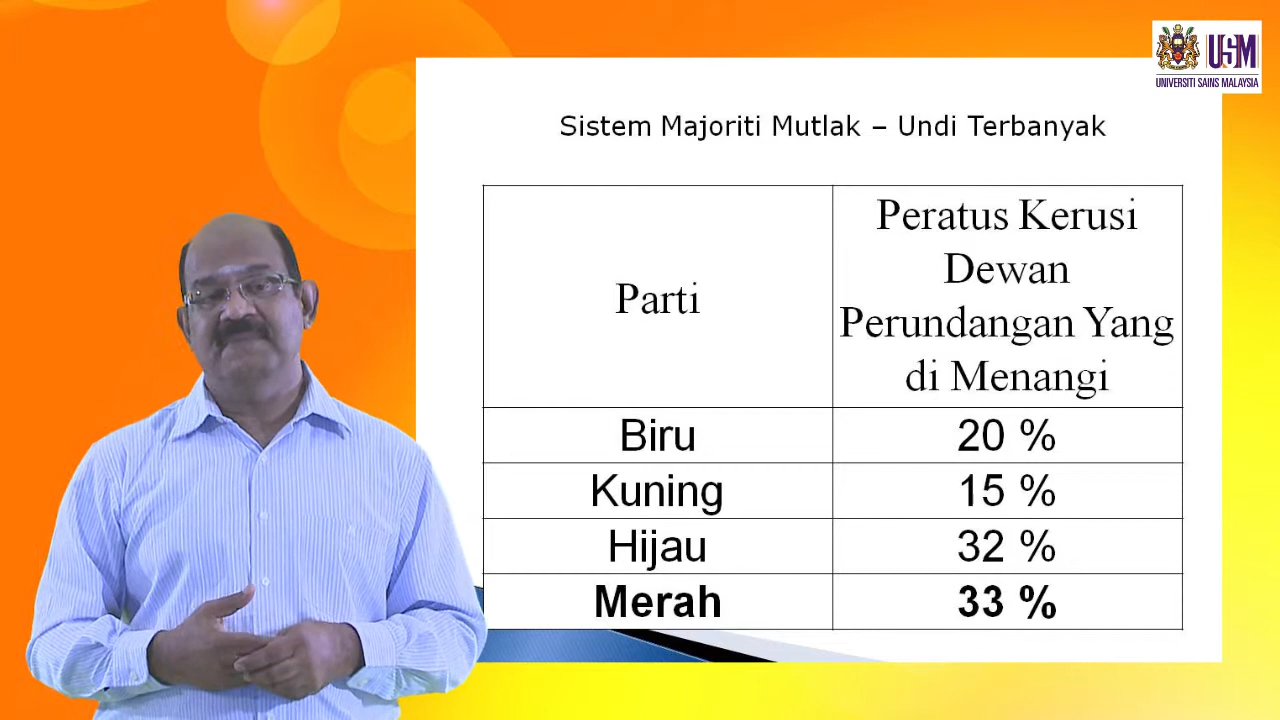 USM
UNIVERSITI SAINS MALAYSIA
Sistem Majoriti Mutlak – Undi Terbanyak
Parti
Peratus Kerusi
Dewan
Perundangan Yang
di Menangi
Biru 20 %
Kuning 15 %
Hijau 32 %
Merah 33 %